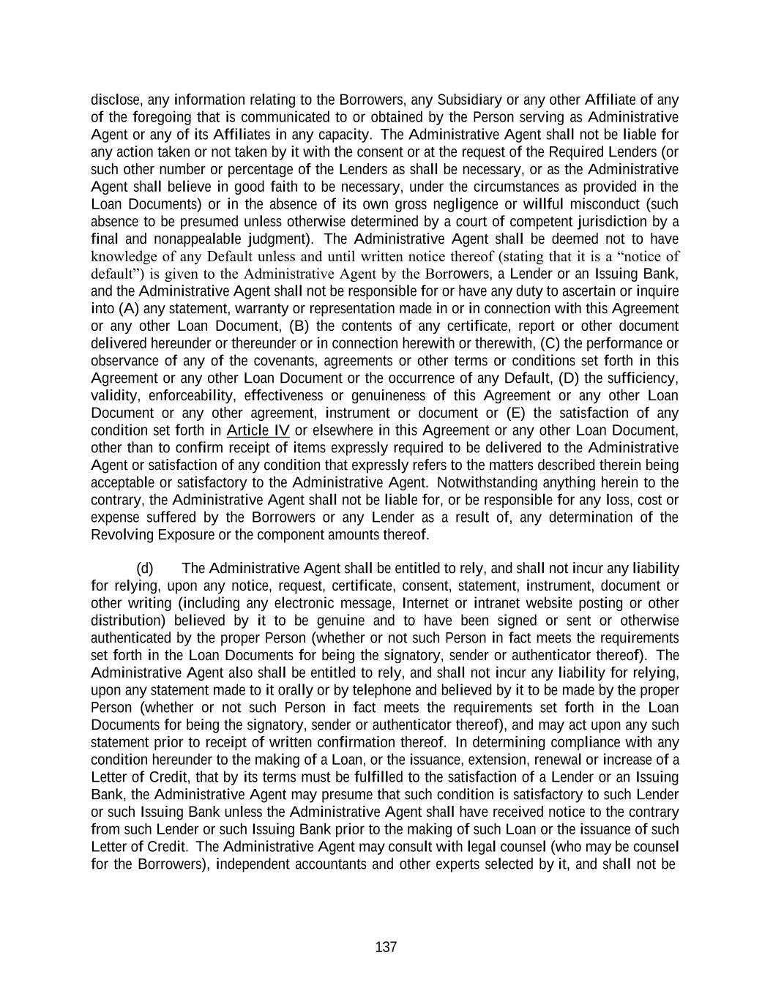 disclose, any information relating to the Borrowers, any Subsidiary or any other Affiliate of any
of the foregoing that is communicated to or obtained by the Person serving as Administrative
Agent or any of its Affiliates in any capacity. The Administrative Agent shall not be liable for
any action taken or not taken by it with the consent or at the request of the Required Lenders (or
such other number or percentage of the Lenders as shall be necessary, or as the Administrative
Agent shall believe in good faith to be necessary, under the circumstances as provided in the
Loan Documents) or in the absence of its own gross negligence or willful misconduct (such
absence to be presumed unless otherwise determined by a court of competent jurisdiction by a
final and nonappealable judgment). The Administrative Agent shall be deemed not to have
knowledge of any Default unless and until written notice thereof (stating that it is a “notice of
default”) is given to the Administrative Agent by the Borrowers, a Lender or an Issuing Bank,
and the Administrative Agent shall not be responsible for or have any duty to ascertain or inquire
into (A) any statement, warranty or representation made in or in connection with this Agreement
or any other Loan Document, (B) the contents of any certificate, report or other document
delivered hereunder or thereunder or in connection herewith or therewith, (C) the performance or
observance of any of the covenants, agreements or other terms or conditions set forth in this
Agreement or any other Loan Document or the occurrence of any Default, (D) the sufficiency,
validity, enforceability, effectiveness or genuineness of this Agreement or any other Loan
Document or any other agreement, instrument or document or (E) the satisfaction of any
condition set forth in Article IV or elsewhere in this Agreement or any other Loan Document,
other than to confirm receipt of items expressly required to be delivered to the Administrative
Agent or satisfaction of any condition that expressly refers to the matters described therein being
acceptable or satisfactory to the Administrative Agent. Notwithstanding anything herein to the
contrary, the Administrative Agent shall not be liable for, or be responsible for any loss, cost or
expense suffered by the Borrowers or any Lender as a result of, any determination of the
Revolving Exposure or the component amounts thereof.
(d) The Administrative Agent shall be entitled to rely, and shall not incur any liability
for relying, upon any notice, request, certificate, consent, statement, instrument, document or
other writing (including any electronic message, Internet or intranet website posting or other
distribution) believed by it to be genuine and to have been signed or sent or otherwise
authenticated by the proper Person (whether or not such Person in fact meets the requirements
set forth in the Loan Documents for being the signatory, sender or authenticator thereof). The
Administrative Agent also shall be entitled to rely, and shall not incur any liability for relying,
upon any statement made to it orally or by telephone and believed by it to be made by the proper
Person (whether or not such Person in fact meets the requirements set forth in the Loan
Documents for being the signatory, sender or authenticator thereof), and may act upon any such
statement prior to receipt of written confirmation thereof. In determining compliance with any
condition hereunder to the making of a Loan, or the issuance, extension, renewal or increase of a
Letter of Credit, that by its terms must be fulfilled to the satisfaction of a Lender or an Issuing
Bank, the Administrative Agent may presume that such condition is satisfactory to such Lender
or such Issuing Bank unless the Administrative Agent shall have received notice to the contrary
from such Lender or such Issuing Bank prior to the making of such Loan or the issuance of such
Letter of Credit. The Administrative Agent may consult with legal counsel (who may be counsel
for the Borrowers), independent accountants and other experts selected by it, and shall not be
137